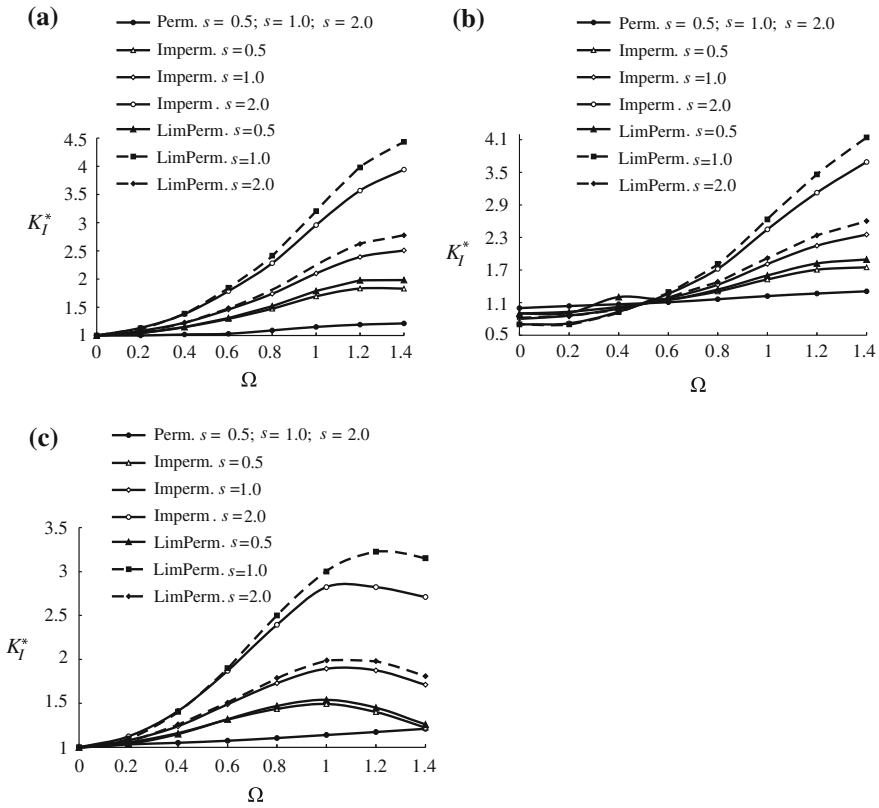 (a)
Perm. s = 0.5; s=1.0; s = 2.0
Imperm. s=0.5
Imperm. s=1.0
Imperm . s=2.0
LimPerm. s=0.5
LimPerm. s=1.0
LimPerm. s=2.0
4.5
4
3.5
3
2.5
2
1.5
1
K_I^*
0 0.2 0.4 0.6 0.8 1 1.2 1.4
Ω
(b)
Perm. s = 0.5; s=1.0; s = 2.0
Imperm. s=0.5
Imperm. s=1.0
Imperm. s=2.0
LimPerm. s=0.5
LimPerm. s=1.0
LimPerm. s=2.0
4.1
3.5
2.9
2.3
1.7
1.1
0.5
K_I^*
0 0.2 0.4 0.6 0.8 1 1.2 1.4
Ω
(c)
Perm. s = 0.5; s=1.0; s = 2.0
Imperm. s=0.5
Imperm. s=1.0
Imperm . s=2.0
LimPerm. s=0.5
LimPerm. s=1.0
LimPerm. s=2.0
3.5
3
2.5
2
1.5
1
K_I^*
0 0.2 0.4 0.6 0.8 1 1.2 1.4
Ω